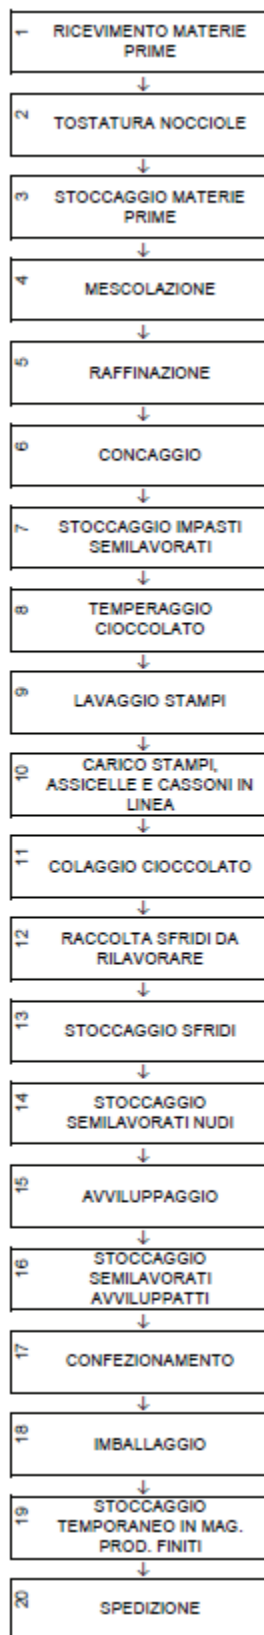 1
RICEVIMENTO MATERIE
PRIME
↓
2
TOSTATURA NOCCIOLE
↓
3
STOCCAGGIO MATERIE
PRIME
↓
4
MESCOLAZIONE
↓
5
RAFFINAZIONE
↓
6
CONCAGGIO
↓
7
STOCCAGGIO IMPASTI
SEMILAVORATI
↓
8
TEMPERAGGIO
CIOCCOLATO
↓
9
LAVAGGIO STAMPI
↓
10
CARICO STAMPI,
ASSICELLE E CASSONI IN
LINEA
↓
11
COLAGGIO CIOCCOLATO
↓
12
RACCOLTA SFRIDI DA
RILAVORARE
↓
13
STOCCAGGIO SFRIDI
↓
14
STOCCAGGIO
SEMILAVORATI NUDI
↓
15
AVVILUPPAGGIO
↓
16
STOCCAGGIO
SEMILAVORATI
AVVILUPPATTI
↓
17
CONFEZIONAMENTO
↓
18
IMBALLAGGIO
↓
19
STOCCAGGIO
TEMPORANEO IN MAG.
PROD. FINITI
↓
20
SPEDIZIONE